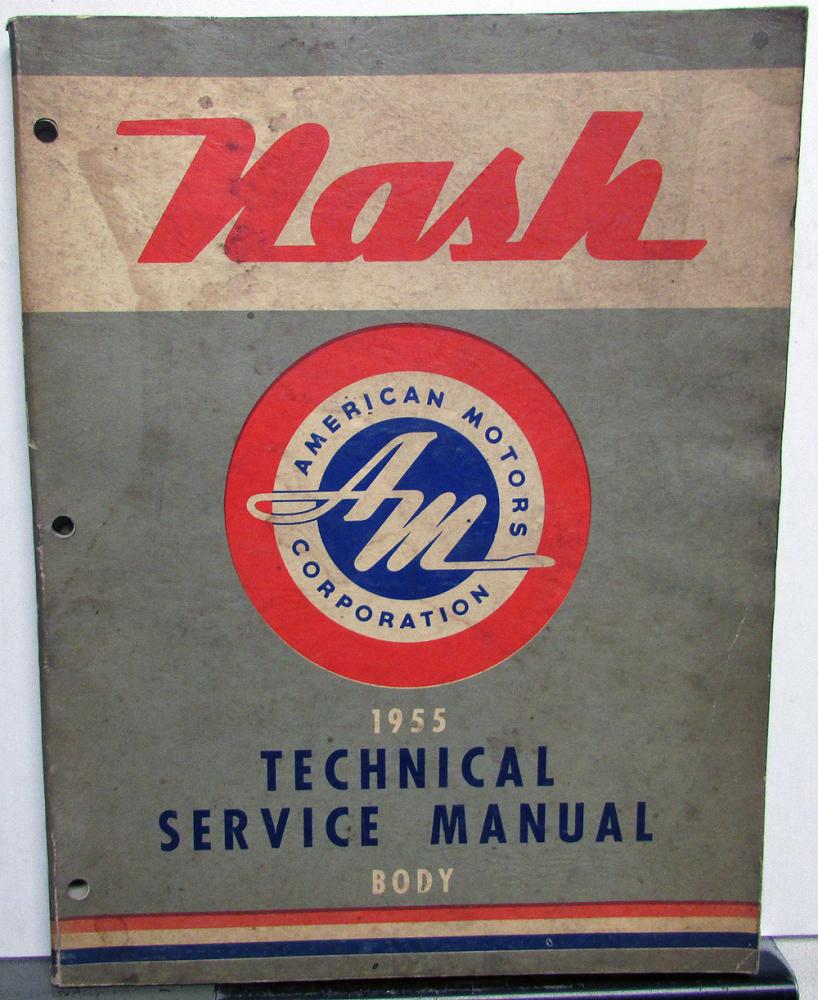 Nash
AMERICAN MOTORS
AM
CORPORATION
1955
TECHNICAL
SERVICE MANUAL
BODY